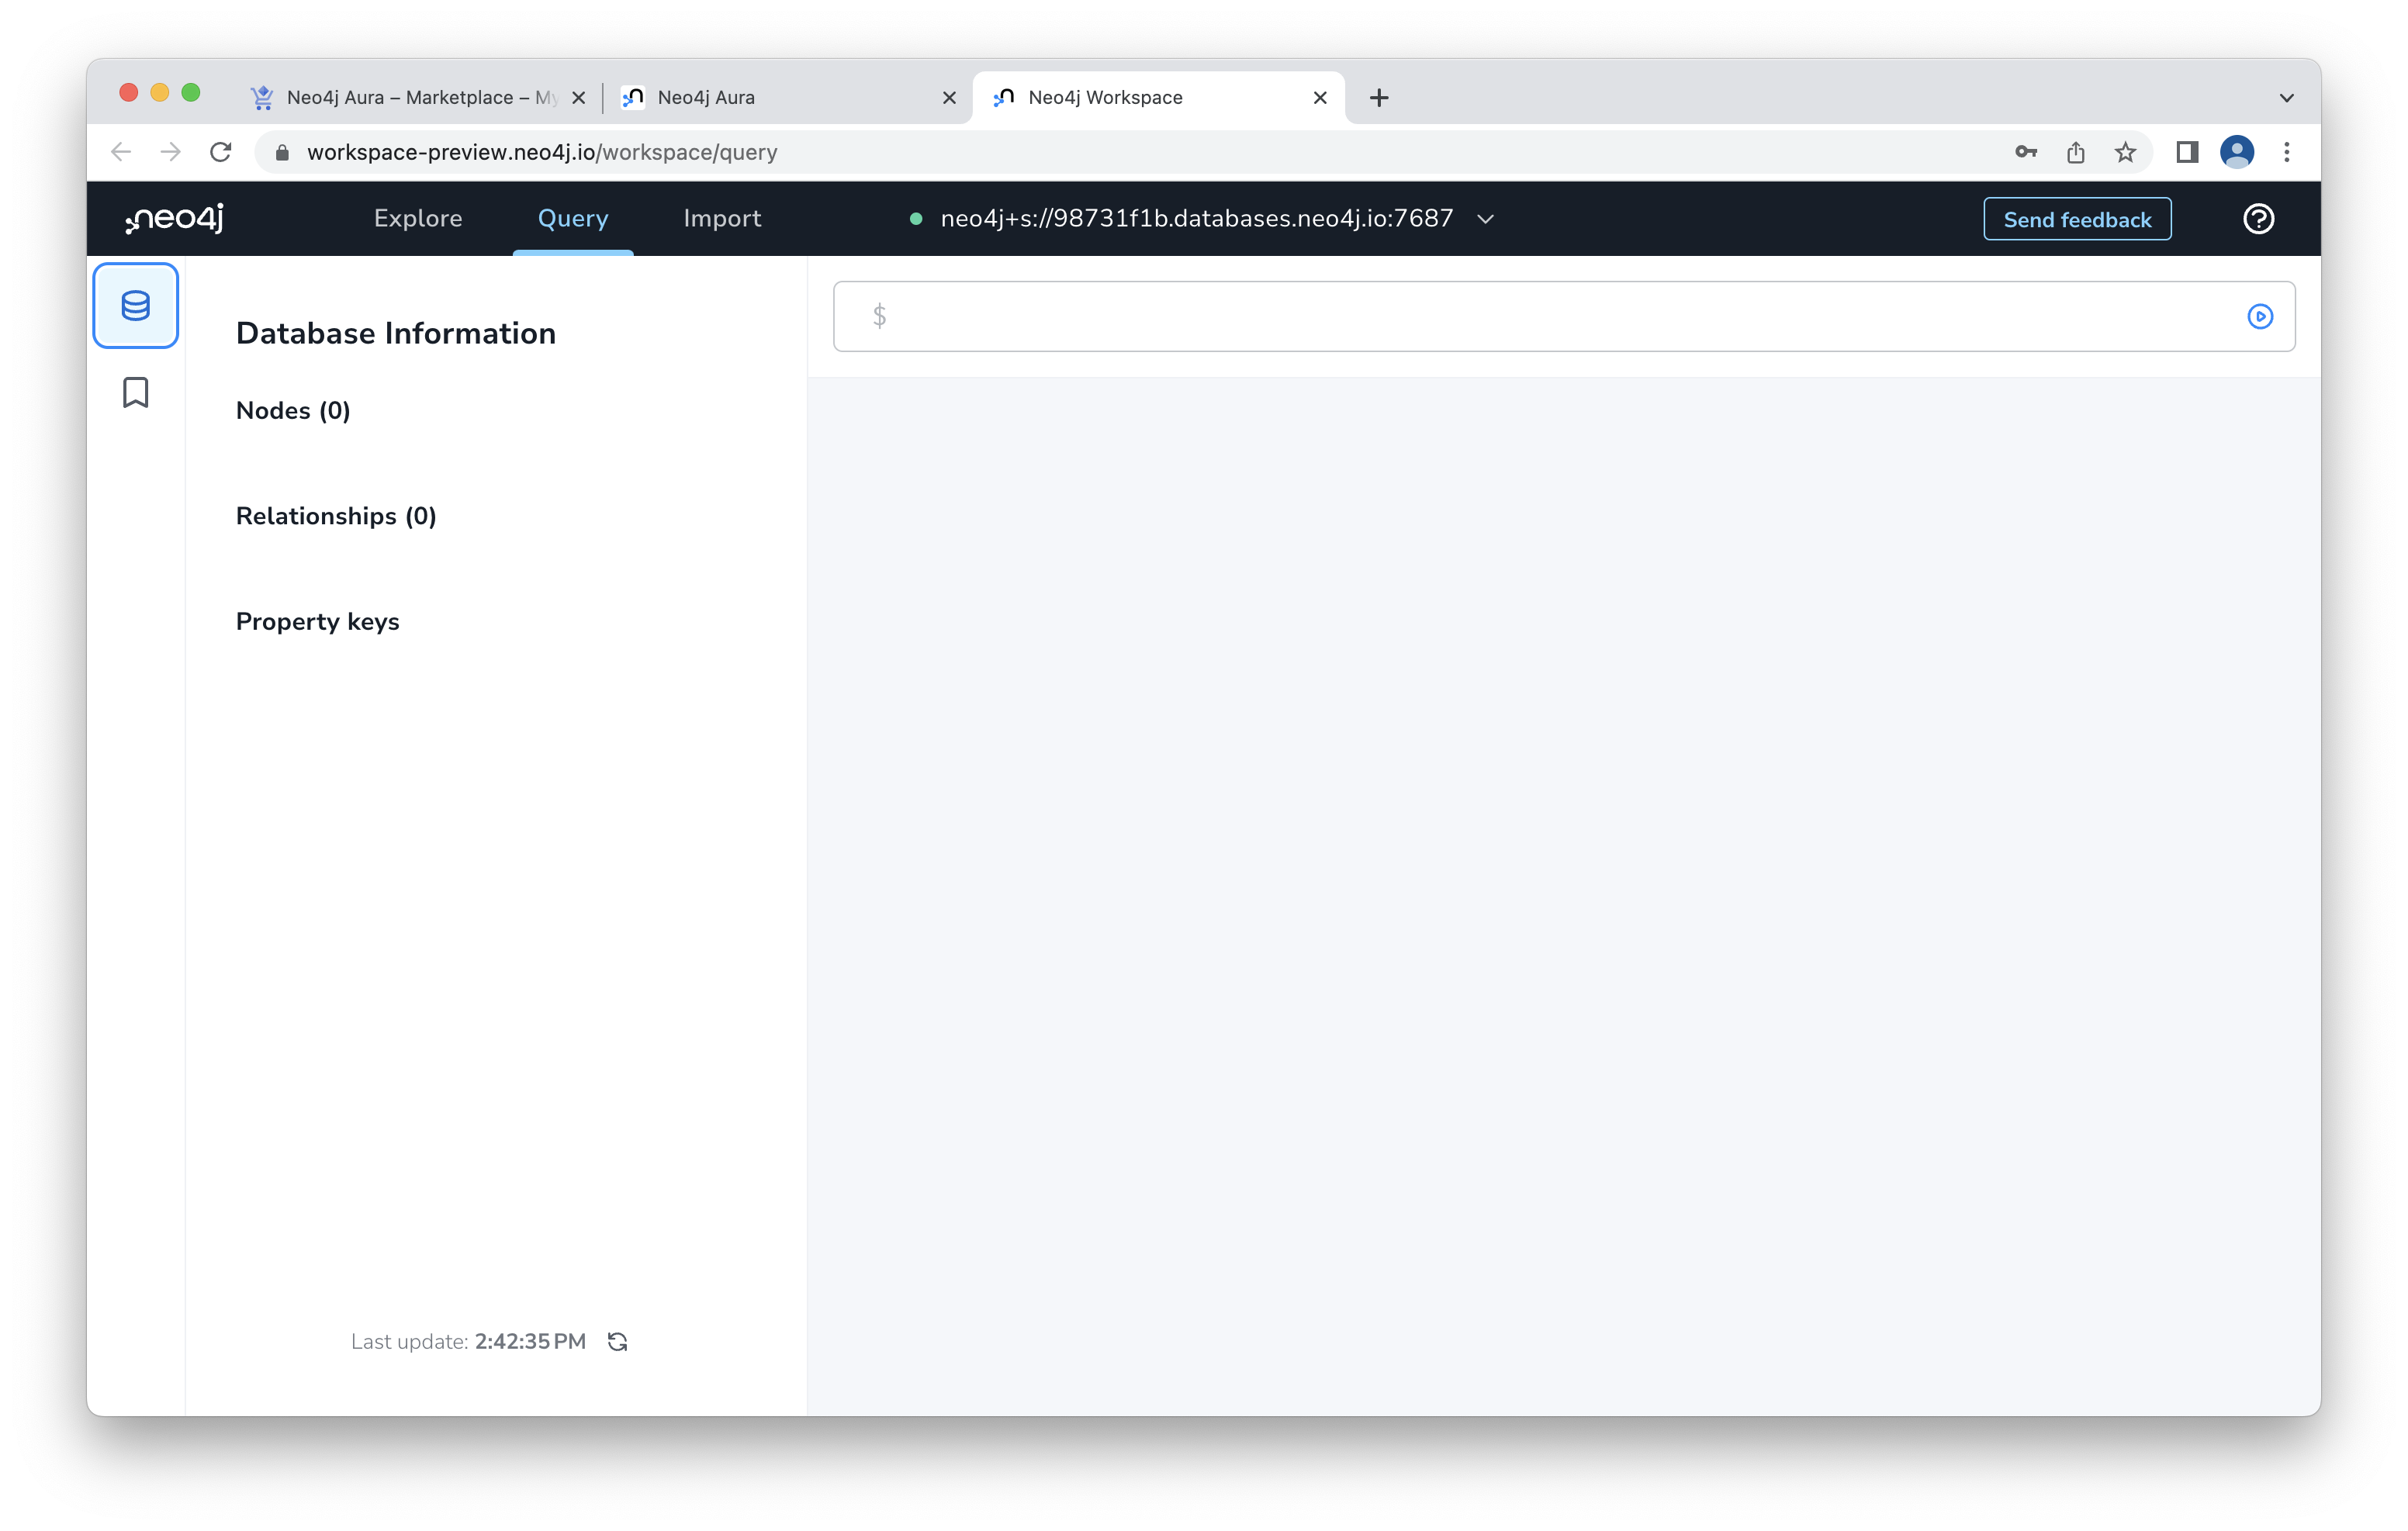 Neo4j Aura – Marketplace – My
Neo4j Aura
Neo4j Workspace
workspace-preview.neo4j.io/workspace/query
neo4j
Explore
Query
Import
neo4j+s://98731f1b.databases.neo4j.io:7687
Send feedback
Database Information
$
Nodes (0)
Relationships (0)
Property keys
Last update: 2:42:35 PM